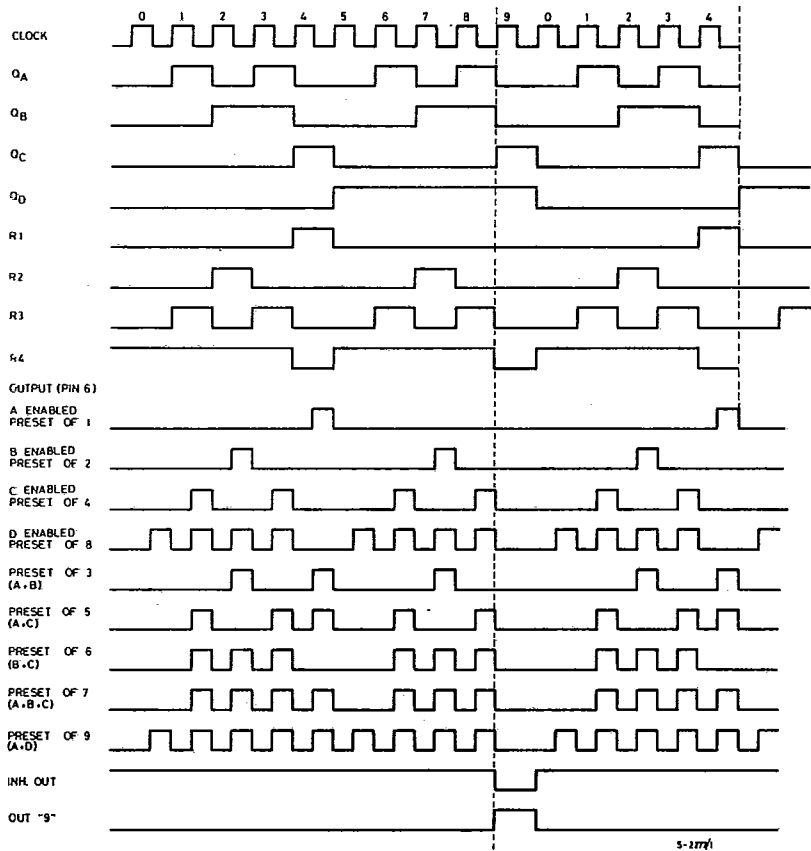 0 1 2 3 4 5 6 7 8 9 0 1 2 3 4
CLOCK
QA
QB
QC
QD
R1
R2
R3
R4
OUTPUT (PIN 6)
A ENABLED
PRESET OF 1
B ENABLED
PRESET OF 2
C ENABLED
PRESET OF 4
D ENABLED
PRESET OF 8
PRESET OF 3
(A+B)
PRESET OF 5
(A+C)
PRESET OF 6
(B+C)
PRESET OF 7
(A+B+C)
PRESET OF 9
(A+D)
INH. OUT
OUT "9"
S-2277/1